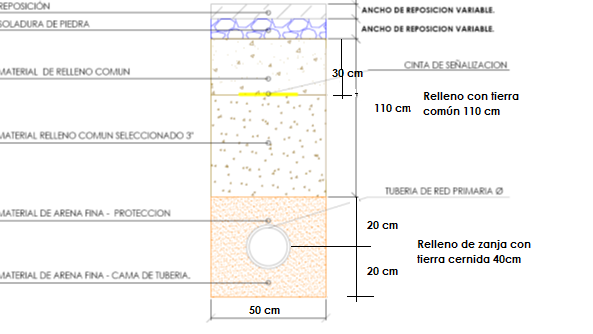 REPOSICIÓN
ANCHO DE REPOSICION VARIABLE.
SOLADURA DE PIEDRA
ANCHO DE REPOSICION VARIABLE.
CINTA DE SEÑALIZACION
MATERIAL DE RELLENO COMUN
30 cm
110 cm
Relleno con tierra
común 110 cm
MATERIAL RELLENO COMUN SELECCIONADO 3"
TUBERIA DE RED PRIMARIA Ø
MATERIAL DE ARENA FINA - PROTECCION
20 cm
Relleno de zanja con
tierra cernida 40cm
20 cm
MATERIAL DE ARENA FINA - CAMA DE TUBERIA.
50 cm